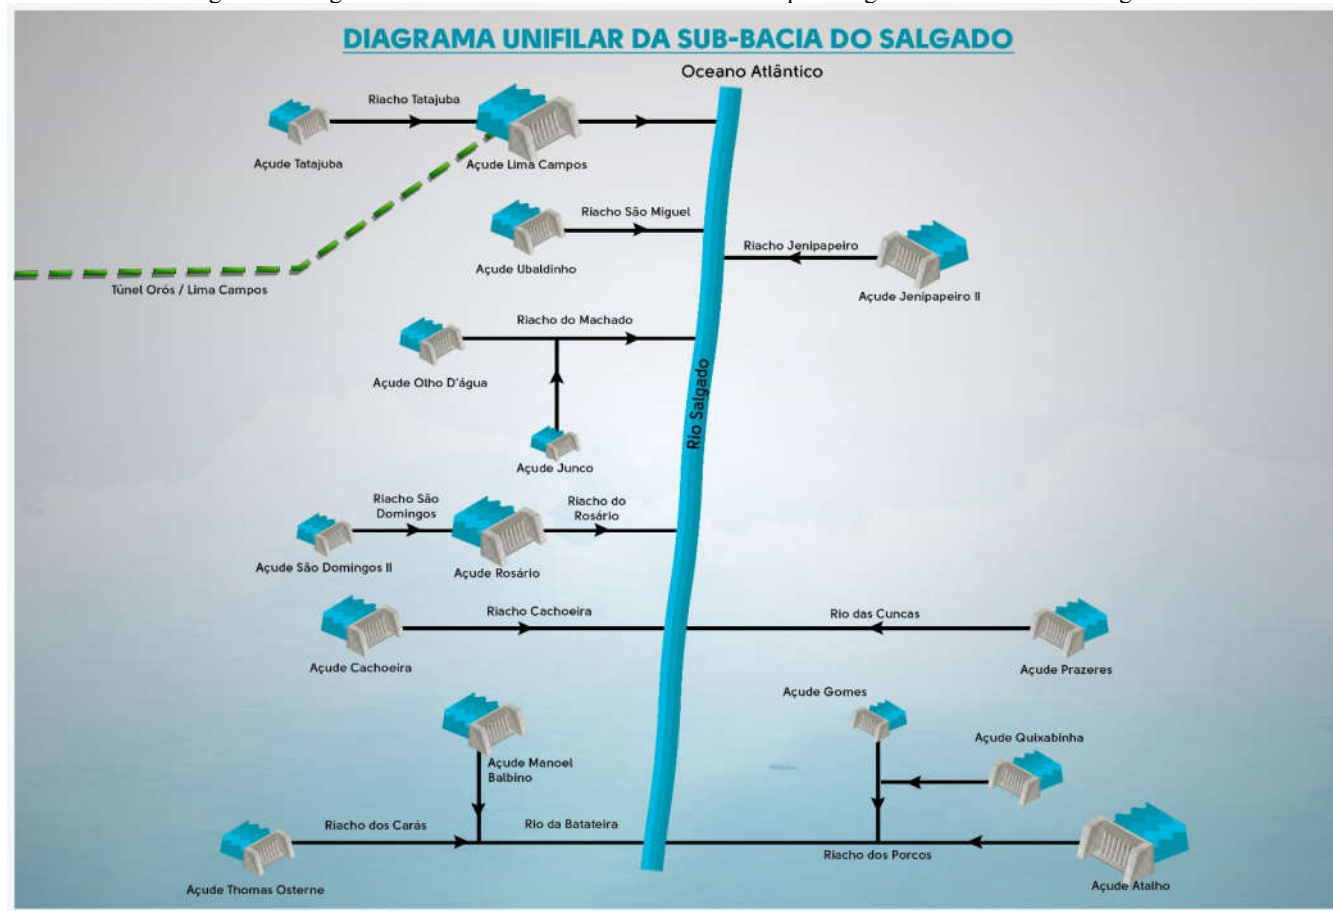 DIAGRAMA UNIFILAR DA SUB-BACIA DO SALGADO
Oceano Atlântico
Riacho Tatajuba
Açude Tatajuba
Açude Lima Campos
Riacho São Miguel
Riacho Jenipapeiro
Açude Ubaldinho
Túnel Orós / Lima Campos
Açude Jenipapeiro II
Riacho do Machado
Açude Olho D'água
Rio Salgado
Açude Junco
Riacho São
Domingos
Riacho do
Rosário
Açude São Domingos II
Açude Rosário
Riacho Cachoeira
Rio das Cuncas
Açude Cachoeira
Açude Prazeres
Açude Gomes
Açude Quixabinha
Açude Manoel
Balbino
Riacho dos Carás
Rio da Batateira
Riacho dos Porcos
Açude Thomas Osterne
Açude Atalho